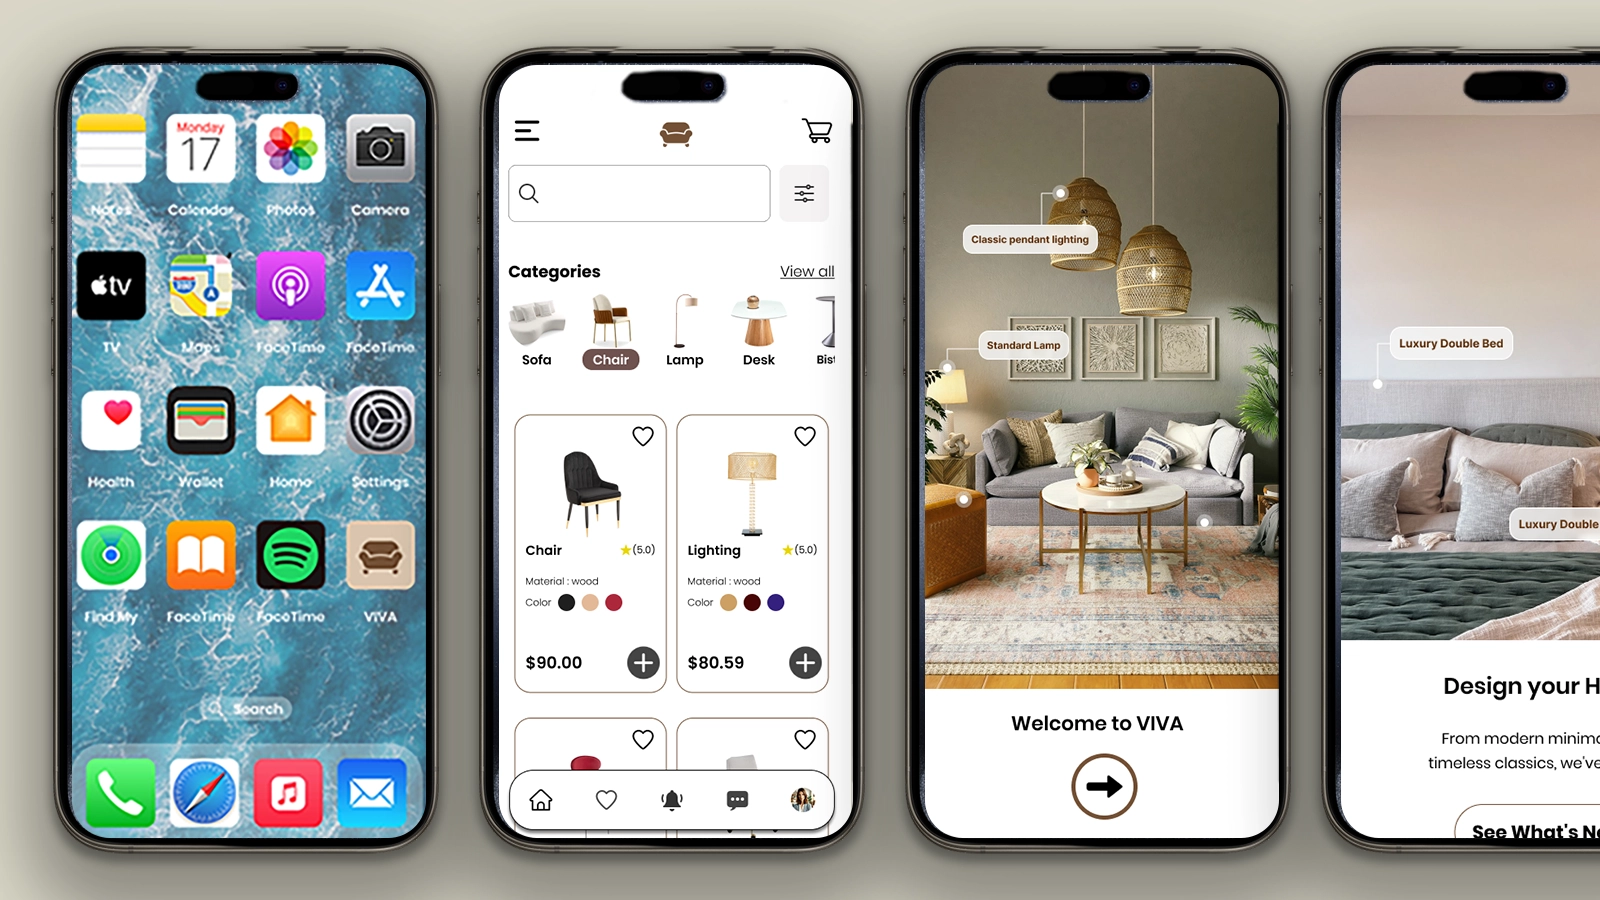 Monday
17
Notes
Calendar
Photos
Camera
tv
TV
Maps
FaceTime
FaceTime
Health
Wallet
Home
Settings
Find My
FaceTime
FaceTime
VIVA
Search
Categories
View all
Sofa
Chair
Lamp
Desk
Bist
Chair
(5.0)
Material : wood
Color
$90.00
Lighting
(5.0)
Material : wood
Color
$80.59
Classic pendant lighting
Standard Lamp
Welcome to VIVA
Luxury Double Bed
Luxury Double
Design your H
From modern minima
timeless classics, we've
See What's Ne